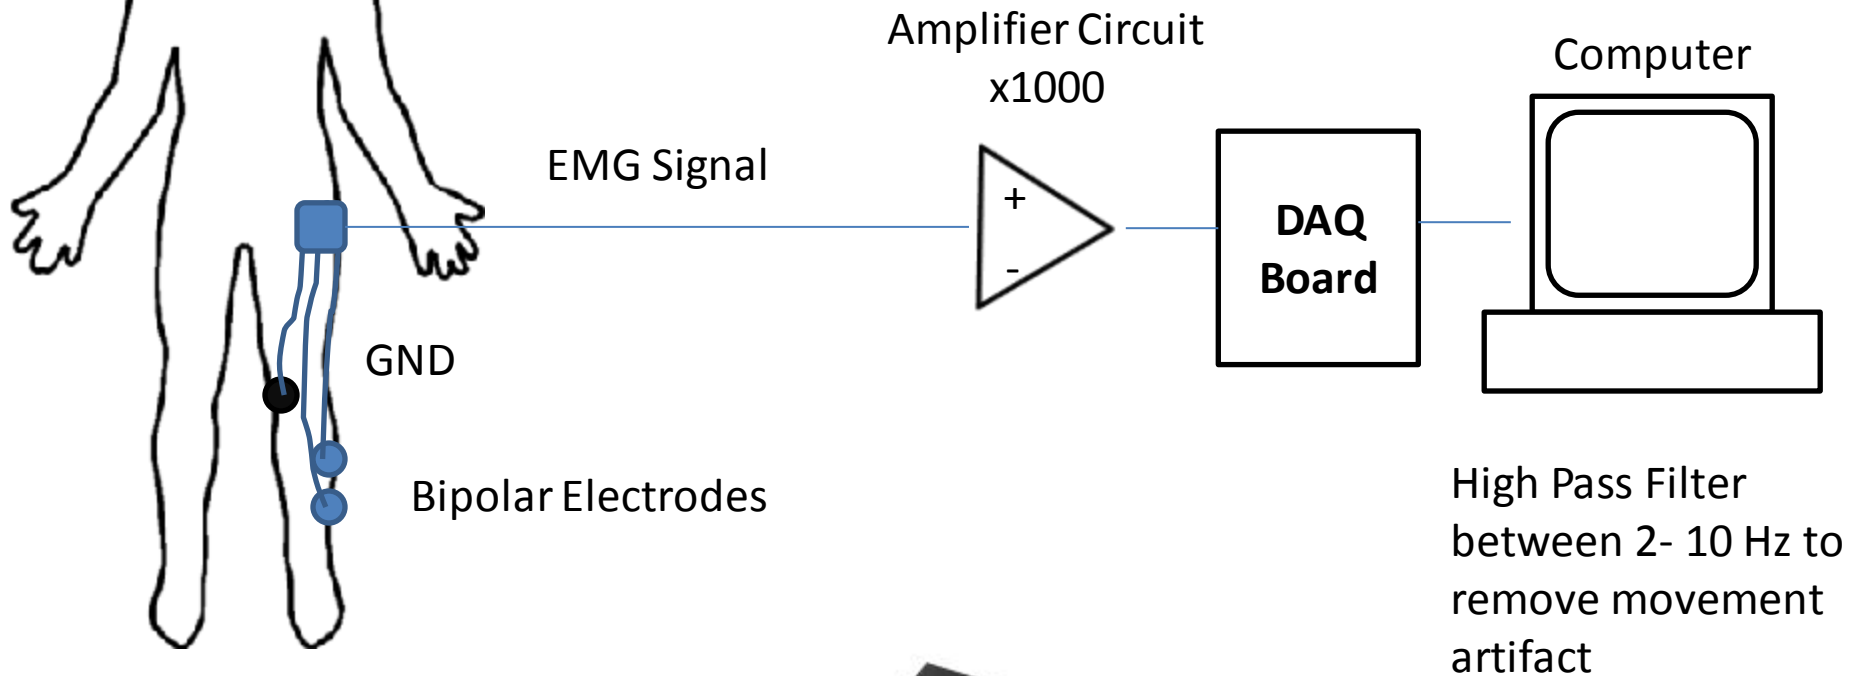 Amplifier Circuit
x1000
Computer
EMG Signal
+
-
DAQ
Board
GND
Bipolar Electrodes
High Pass Filter
between 2- 10 Hz to
remove movement
artifact